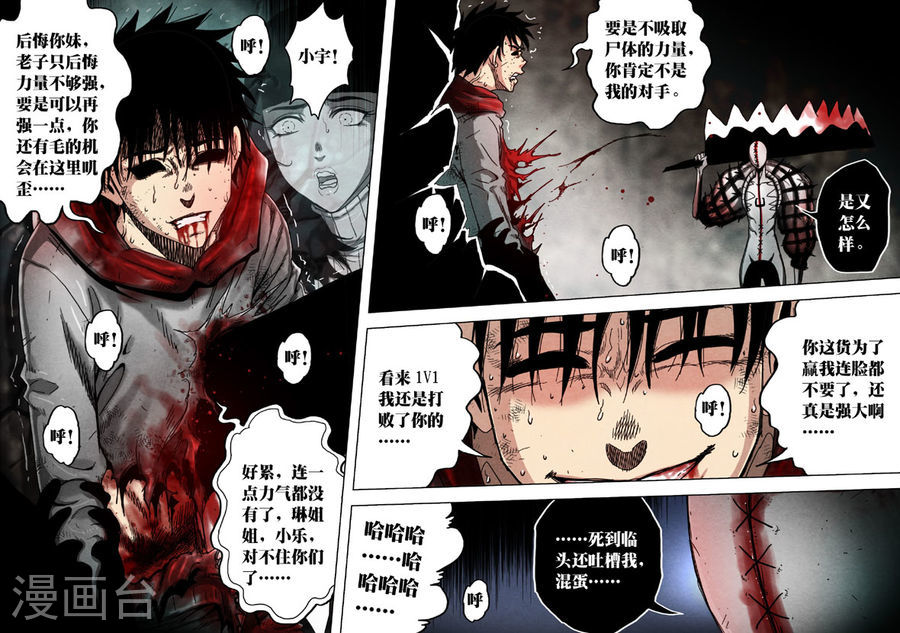 要是不吸取
尸体的力量,
你肯定不是
我的对手。
是又
怎么
样。
呼!
呼!
你这货为了
赢我连脸都
不要了,还
真是强大啊
……
看来 1V1
我还是打
败了你的
……
呼!
……死到临
头还吐槽我,
混蛋……
哈哈哈
……哈
哈哈哈
……
呼
小宇!
呼!
后悔你妹,
老子只后悔
力量不够强,
要是可以再
强一点,你
还有毛的机
会在这里叽
歪……
呼!
呼!
呼!
好累,连一
点力气都没
有了,琳姐
姐,小乐,
对不住你们
了……
漫画台